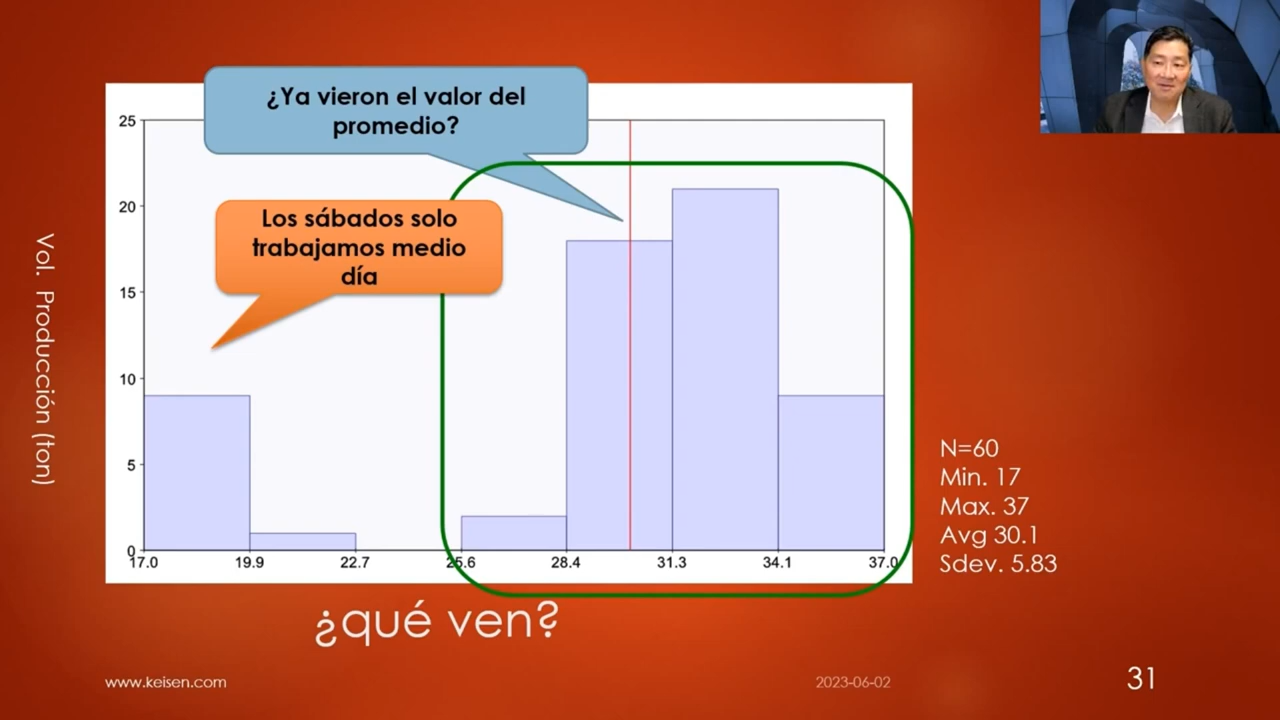 ¿Ya vieron el valor del
promedio?
Los sábados solo
trabajamos medio
día
Vol. Producción (ton)
25
20
15
10
5
0
17.0
19.9
22.7
25.6
28.4
31.3
34.1
37.0
N=60
Min. 17
Max. 37
Avg 30.1
Sdev. 5.83
¿qué ven?
www.keisen.com
2023-06-02
31